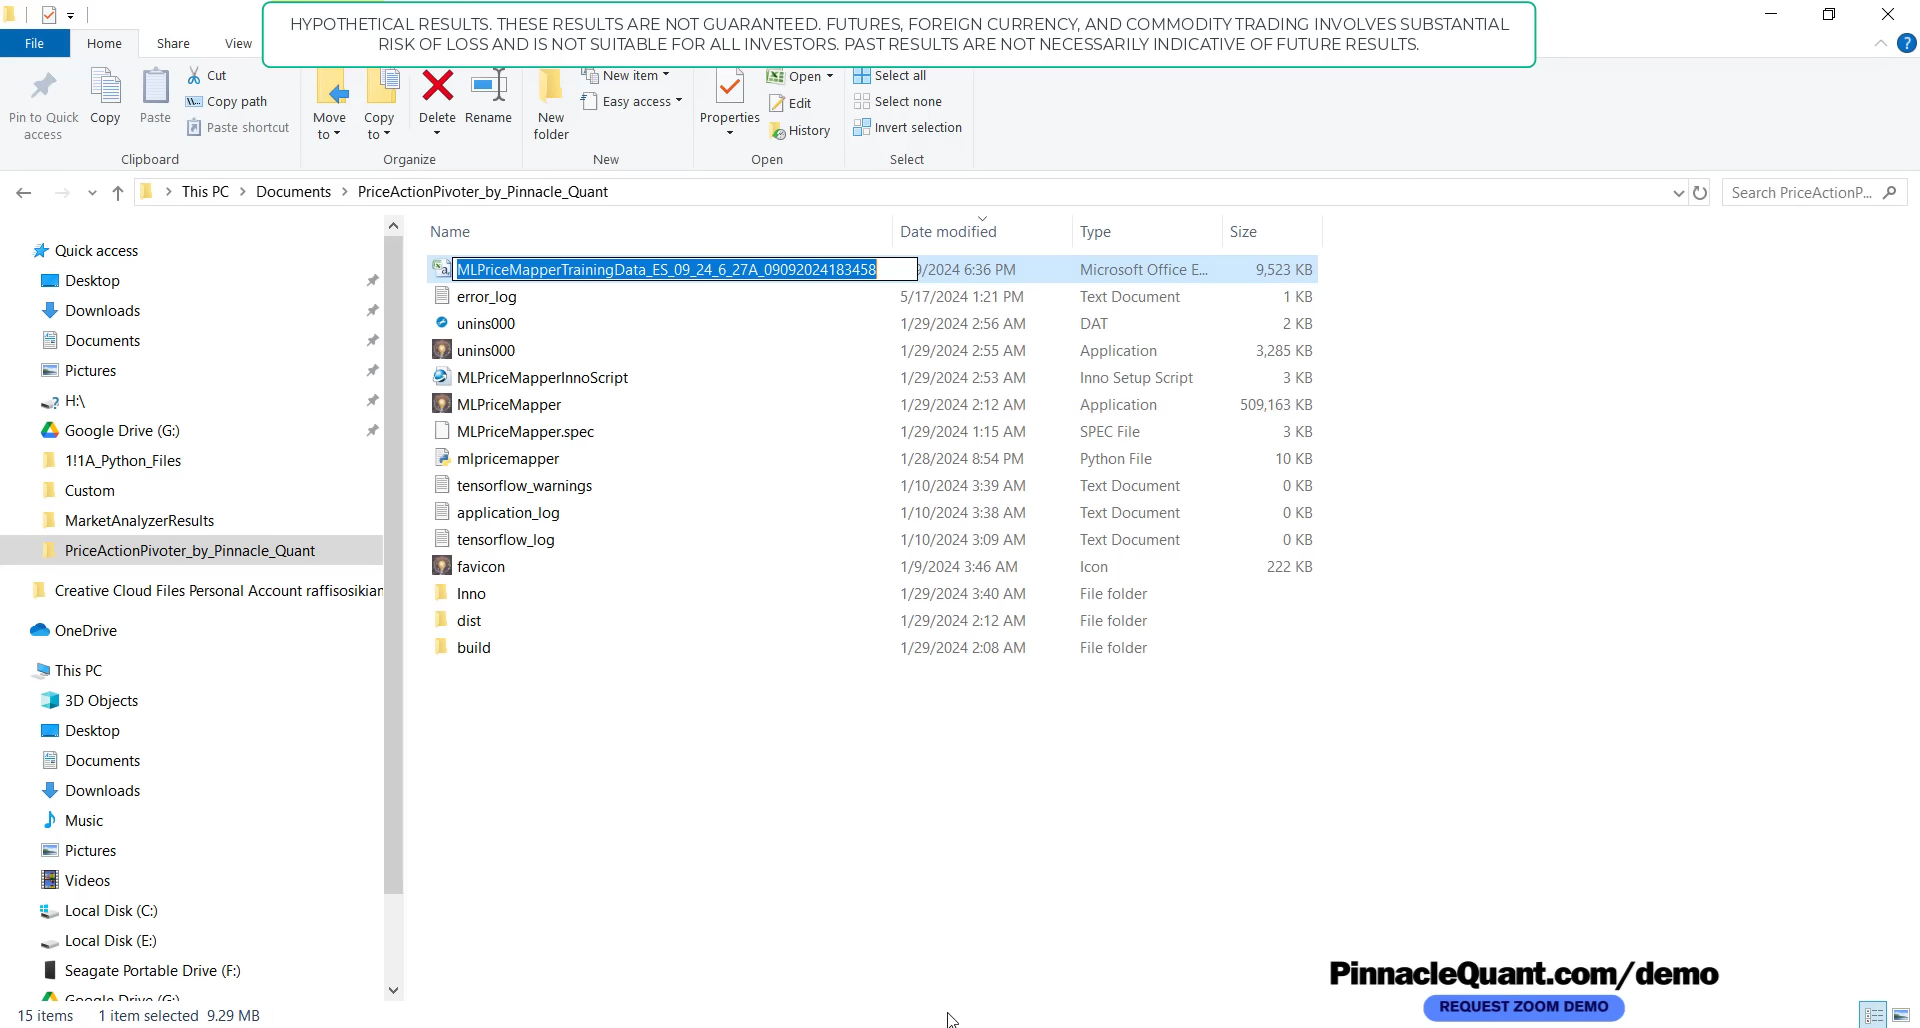 HYPOTHETICAL RESULTS. THESE RESULTS ARE NOT GUARANTEED. FUTURES, FOREIGN CURRENCY, AND COMMODITY TRADING INVOLVES SUBSTANTIAL
RISK OF LOSS AND IS NOT SUITABLE FOR ALL INVESTORS. PAST RESULTS ARE NOT NECESSARILY INDICATIVE OF FUTURE RESULTS.
File Home Share View
Pin to Quick access
Copy
Paste
Cut
Copy path
Paste shortcut
Clipboard
Move to
Copy to
Delete
Rename
Organize
New folder
New item
Easy access
New
Properties
Open
Edit
History
Open
Select all
Select none
Invert selection
Select
This PC > Documents > PriceActionPivoter_by_Pinnacle_Quant
Search PriceActionP...
Quick access
Desktop
Downloads
Documents
Pictures
H:\
Google Drive (G:)
1!1A_Python_Files
Custom
MarketAnalyzerResults
PriceActionPivoter_by_Pinnacle_Quant
Creative Cloud Files Personal Account raffisosikian
OneDrive
This PC
3D Objects
Desktop
Documents
Downloads
Music
Pictures
Videos
Local Disk (C:)
Local Disk (E:)
Seagate Portable Drive (F:)
Google Drive (G:)
Name Date modified Type Size
MLPriceMapperTrainingData_ES_09_24_6_27A_09092024183458 9/2024 6:36 PM Microsoft Office E... 9,523 KB
error_log 5/17/2024 1:21 PM Text Document 1 KB
unins000 1/29/2024 2:56 AM DAT 2 KB
unins000 1/29/2024 2:55 AM Application 3,285 KB
MLPriceMapperInnoScript 1/29/2024 2:53 AM Inno Setup Script 3 KB
MLPriceMapper 1/29/2024 2:12 AM Application 509,163 KB
MLPriceMapper.spec 1/29/2024 1:15 AM SPEC File 3 KB
mlpricemapper 1/28/2024 8:54 PM Python File 10 KB
tensorflow_warnings 1/10/2024 3:39 AM Text Document 0 KB
application_log 1/10/2024 3:38 AM Text Document 0 KB
tensorflow_log 1/10/2024 3:09 AM Text Document 0 KB
favicon 1/9/2024 3:46 AM Icon 222 KB
Inno 1/29/2024 3:40 AM File folder
dist 1/29/2024 2:12 AM File folder
build 1/29/2024 2:08 AM File folder
PinnacleQuant.com/demo
REQUEST ZOOM DEMO
15 items 1 item selected 9.29 MB